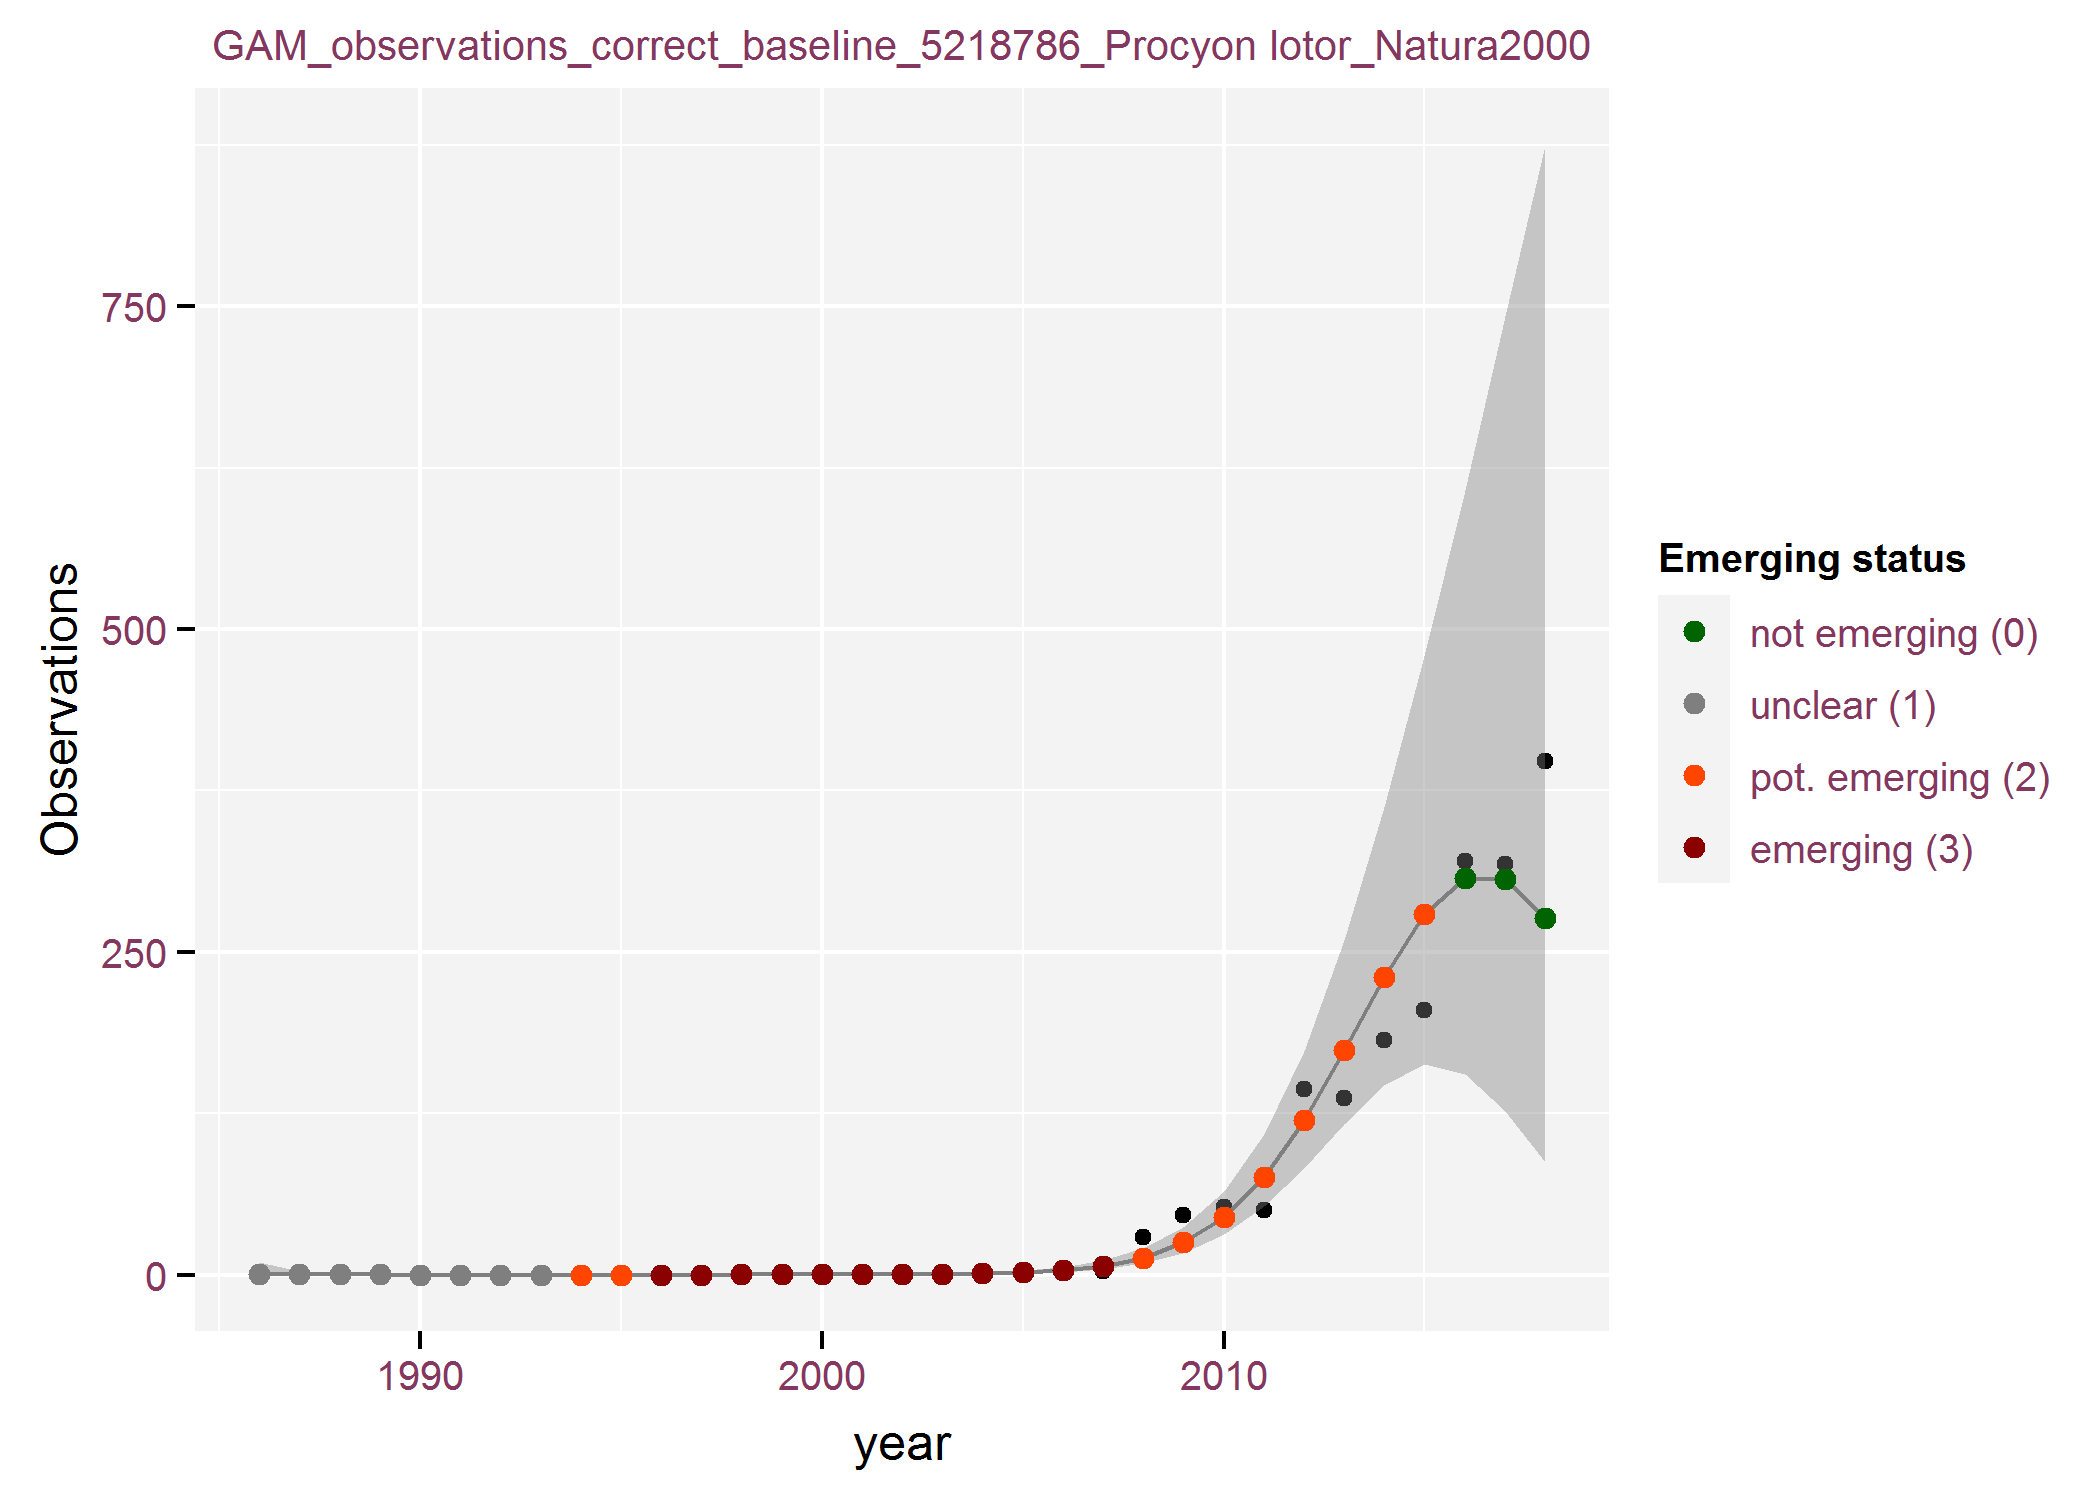 GAM_observations_correct_baseline_5218786_Procyon lotor_Natura2000
Observations
750
500
250
0
1990
2000
2010
year
Emerging status
not emerging (0)
unclear (1)
pot. emerging (2)
emerging (3)